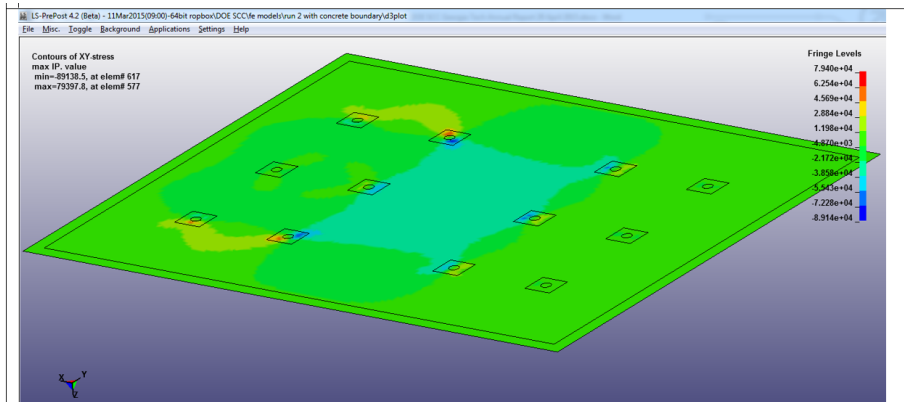 LS-PrePost 4.2 (Beta) - 11Mar2015(09:00)-64bit ropbox\DOE SCC\fe models\run 2 with concrete boundary\d3plot
File Misc. Toggle Background Applications Settings Help
Contours of XY-stress
max IP. value
min=-89138.5, at elem# 617
max=79397.8, at elem# 577
Fringe Levels
7.940e+04
6.254e+04
4.569e+04
2.884e+04
1.198e+04
-4.870e+03
-2.172e+04
-3.858e+04
-5.543e+04
-7.228e+04
-8.914e+04
X
Y
Z